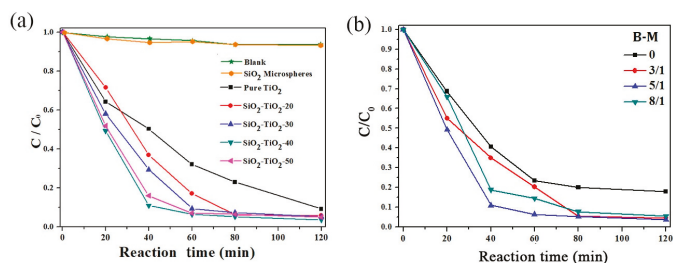 (a)
1.0
0.8
0.6
0.4
0.2
0.0
C / C₀
0 20 40 60 80 100 120
Reaction time (min)
Blank
SiO₂ Microspheres
Pure TiO₂
SiO₂-TiO₂-20
SiO₂-TiO₂-30
SiO₂-TiO₂-40
SiO₂-TiO₂-50
(b)
1.0
0.9
0.8
0.7
0.6
0.5
0.4
0.3
0.2
0.1
0.0
C/C₀
0 20 40 60 80 100 120
Reaction time (min)
B-M
0
3/1
5/1
8/1